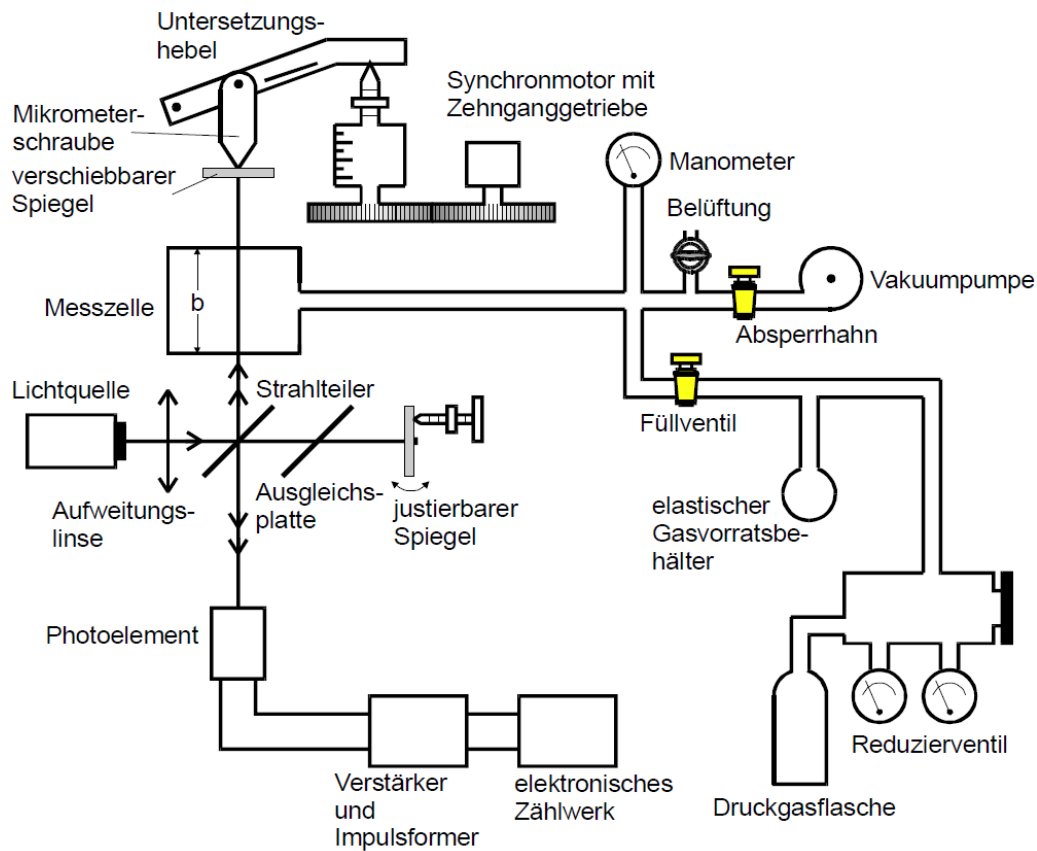 Untersetzungs-
hebel
Synchronmotor mit
Zehnganggetriebe
Mikrometer-
schraube
verschiebbarer
Spiegel
Manometer
Belüftung
Vakuumpumpe
Messzelle
b
Absperrhahn
Lichtquelle
Strahlteiler
Füllventil
Aufweitungs-
linse
Ausgleichs-
platte
justierbarer
Spiegel
elastischer
Gasvorratsbe-
hälter
Photoelement
Reduzierventil
Verstärker
und
Impulsformer
elektronisches
Zählwerk
Druckgasflasche